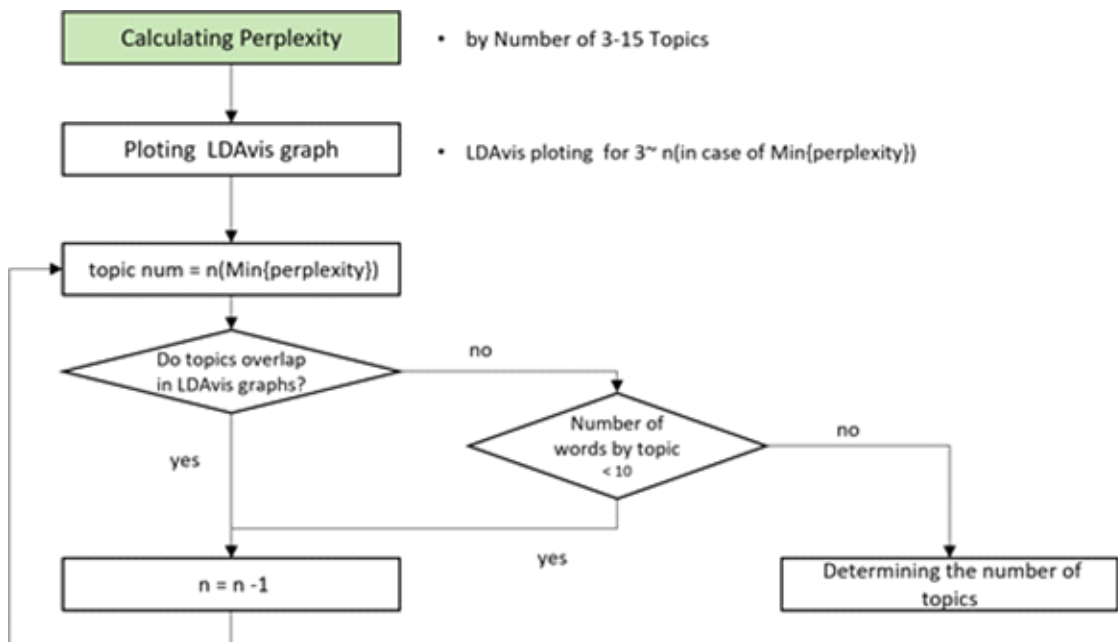 Calculating Perplexity
• by Number of 3-15 Topics
Ploting LDAvis graph
• LDAvis ploting for 3~ n(in case of Min{perplexity})
topic num = n(Min{perplexity})
Do topics overlap
in LDAvis graphs?
no
Number of
words by topic
< 10
no
yes
yes
n = n -1
Determining the number of
topics